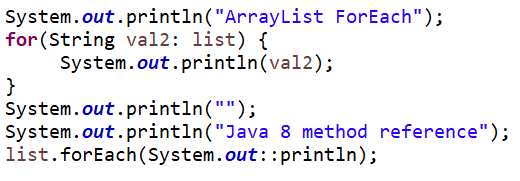 System.out.println("ArrayList ForEach");
for(String val2: list) {
     System.out.println(val2);
}
System.out.println("");
System.out.println("Java 8 method reference");
list.forEach(System.out::println);